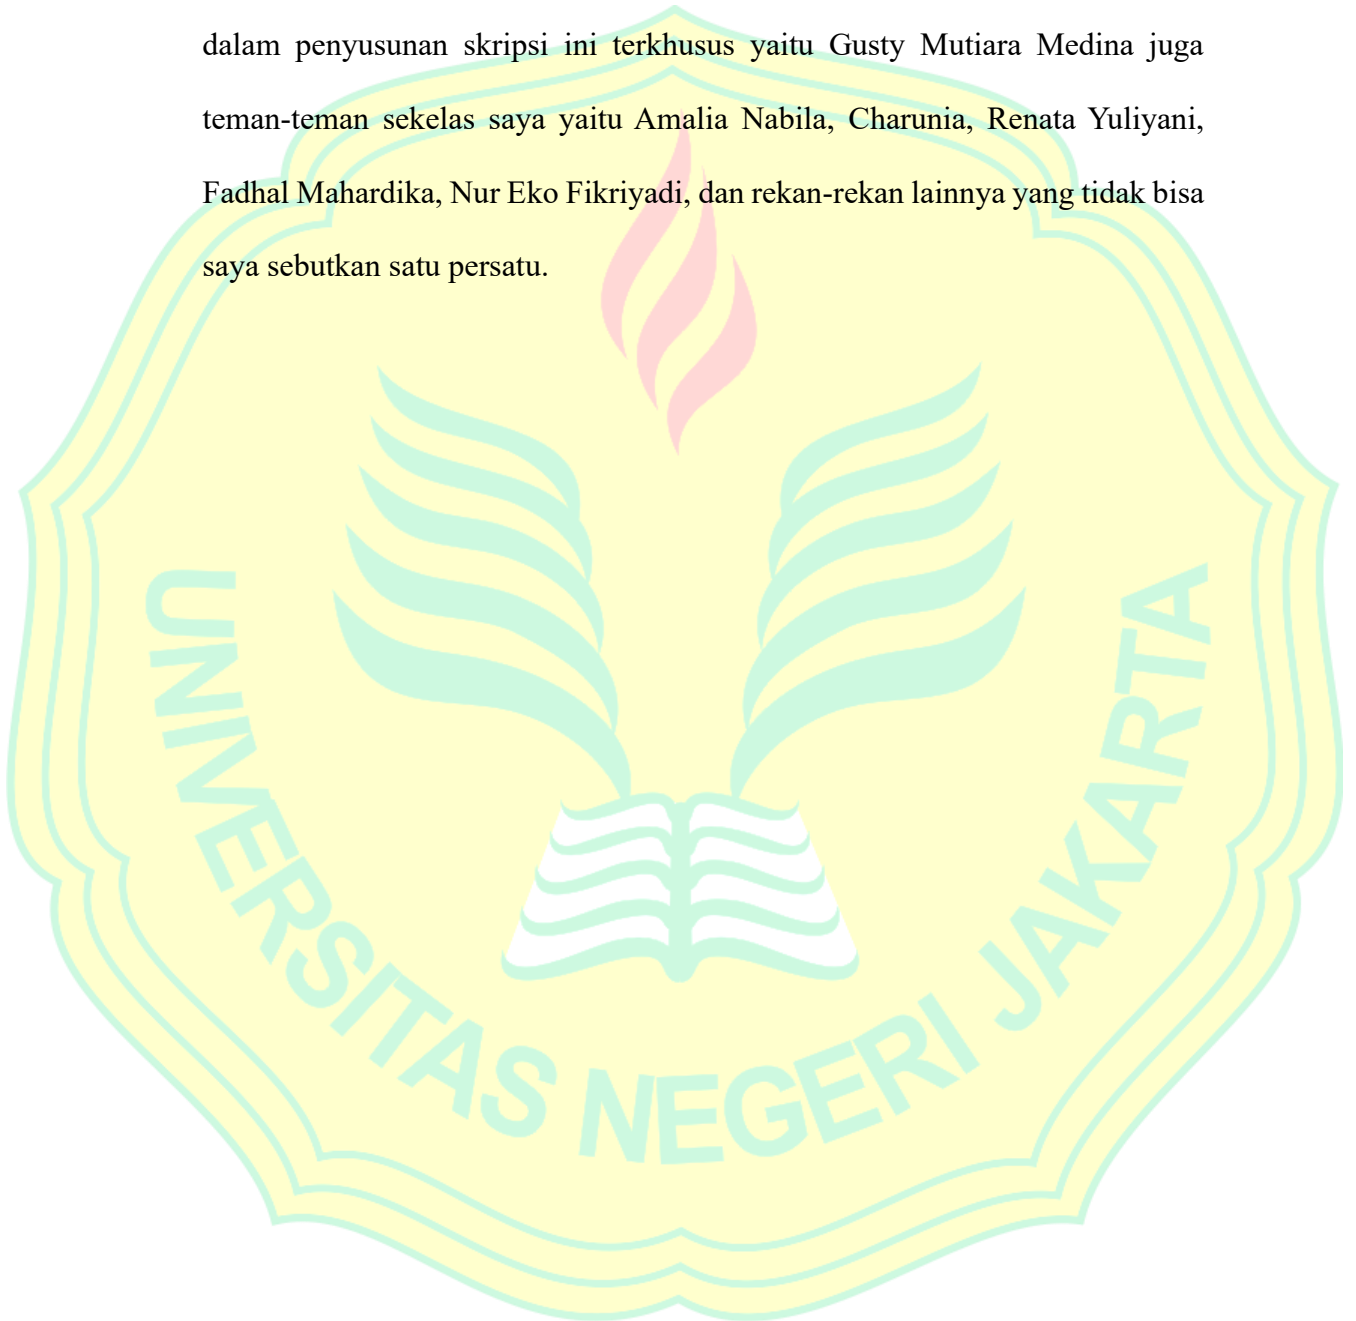 dalam penyusunan skripsi ini terkhusus yaitu Gusty Mutiara Medina juga
teman-teman sekelas saya yaitu Amalia Nabila, Charunia, Renata Yuliyani,
Fadhal Mahardika, Nur Eko Fikriyadi, dan rekan-rekan lainnya yang tidak bisa
saya sebutkan satu persatu.
UNIVERSITAS NEGERI JAKARTA